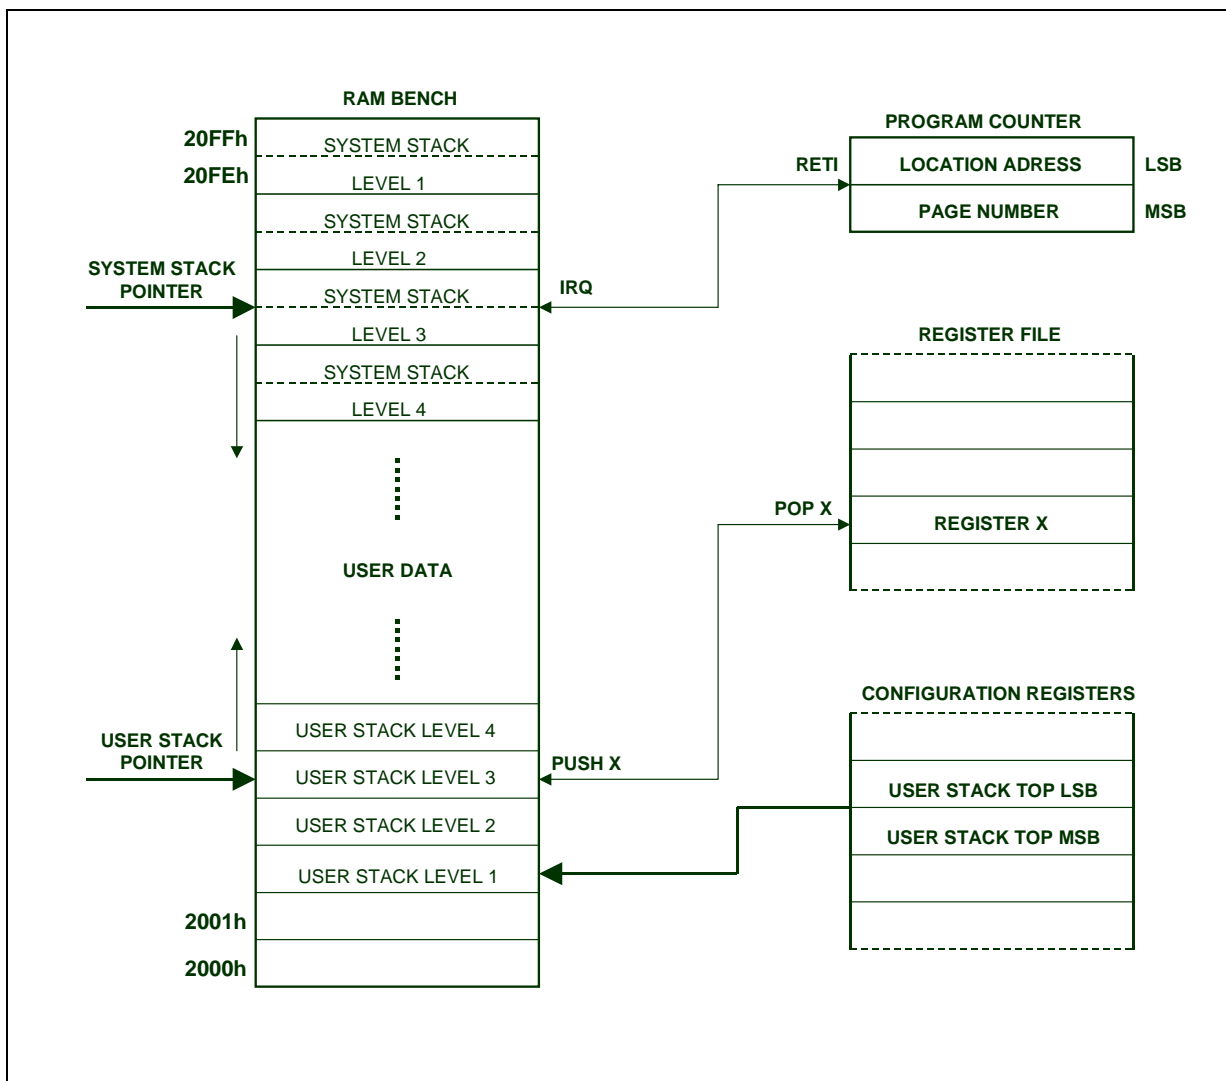 RAM BENCH
20FFh
SYSTEM STACK
20FEh
LEVEL 1
SYSTEM STACK
LEVEL 2
SYSTEM STACK
POINTER
SYSTEM STACK
LEVEL 3
SYSTEM STACK
LEVEL 4
USER DATA
USER STACK
POINTER
USER STACK LEVEL 4
USER STACK LEVEL 3
USER STACK LEVEL 2
USER STACK LEVEL 1
2001h
2000h
IRQ
RETI
PROGRAM COUNTER
LOCATION ADRESS
LSB
PAGE NUMBER
MSB
PUSH X
POP X
REGISTER FILE
REGISTER X
CONFIGURATION REGISTERS
USER STACK TOP LSB
USER STACK TOP MSB